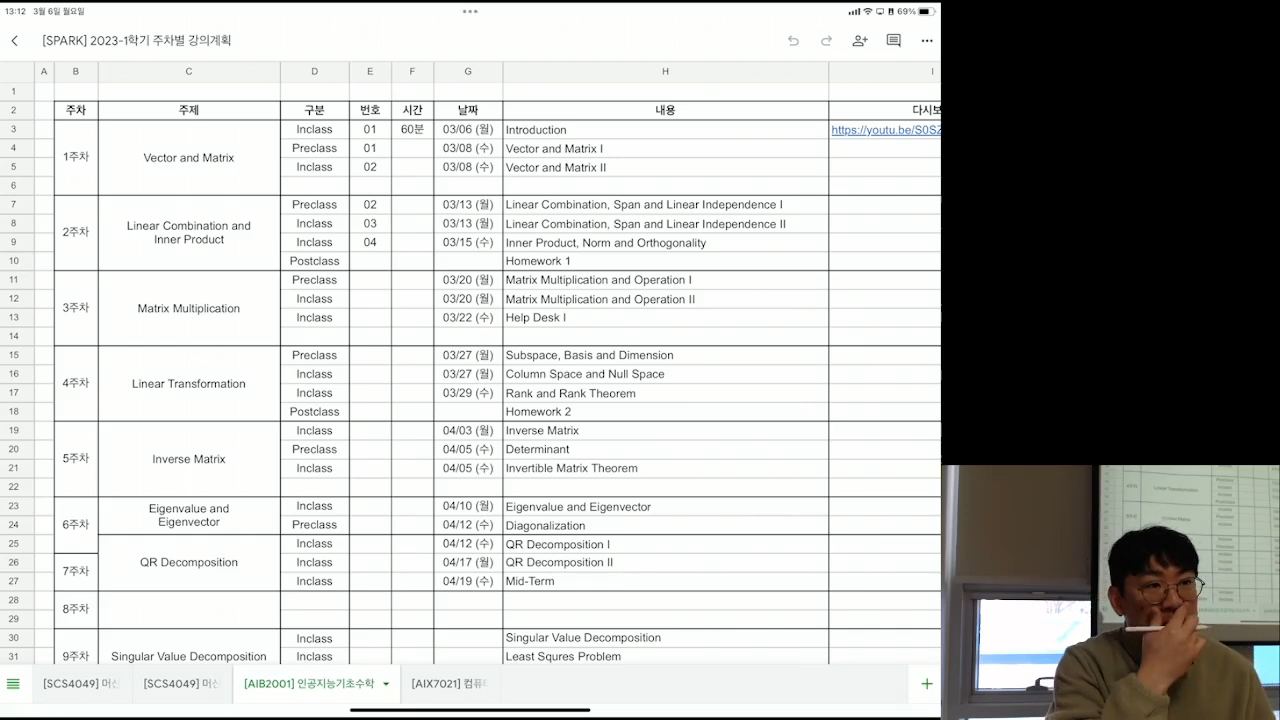 13:12 3월 6일 월요일
69%
[SPARK] 2023-1학기 주차별 강의계획
A B C D E F G H I
1
2 주차 주제 구분 번호 시간 날짜 내용 다시보
3 Inclass 01 60분 03/06 (월) Introduction https://youtu.be/S0SZ
4 1주차 Vector and Matrix Preclass 01 03/08 (수) Vector and Matrix I
5 Inclass 02 03/08 (수) Vector and Matrix II
6
7 Preclass 02 03/13 (월) Linear Combination, Span and Linear Independence I
8 2주차 Linear Combination and Inner Product Inclass 03 03/13 (월) Linear Combination, Span and Linear Independence II
9 Inclass 04 03/15 (수) Inner Product, Norm and Orthogonality
10 Postclass Homework 1
11 Preclass 03/20 (월) Matrix Multiplication and Operation I
12 3주차 Matrix Multiplication Inclass 03/20 (월) Matrix Multiplication and Operation II
13 Inclass 03/22 (수) Help Desk I
14
15 Preclass 03/27 (월) Subspace, Basis and Dimension
16 4주차 Linear Transformation Inclass 03/27 (월) Column Space and Null Space
17 Inclass 03/29 (수) Rank and Rank Theorem
18 Postclass Homework 2
19 Inclass 04/03 (월) Inverse Matrix
20 5주차 Inverse Matrix Preclass 04/05 (수) Determinant
21 Inclass 04/05 (수) Invertible Matrix Theorem
22
23 6주차 Eigenvalue and Eigenvector Inclass 04/10 (월) Eigenvalue and Eigenvector
24 Preclass 04/12 (수) Diagonalization
25 QR Decomposition Inclass 04/12 (수) QR Decomposition I
26 7주차 Inclass 04/17 (월) QR Decomposition II
27 Inclass 04/19 (수) Mid-Term
28 8주차
29
30 Inclass Singular Value Decomposition
31 9주차 Singular Value Decomposition Inclass Least Squres Problem
[SCS4049] 머신 [SCS4049] 머신 [AIB2001] 인공지능기초수학 [AIX7021] 컴퓨터
Linear Transformation